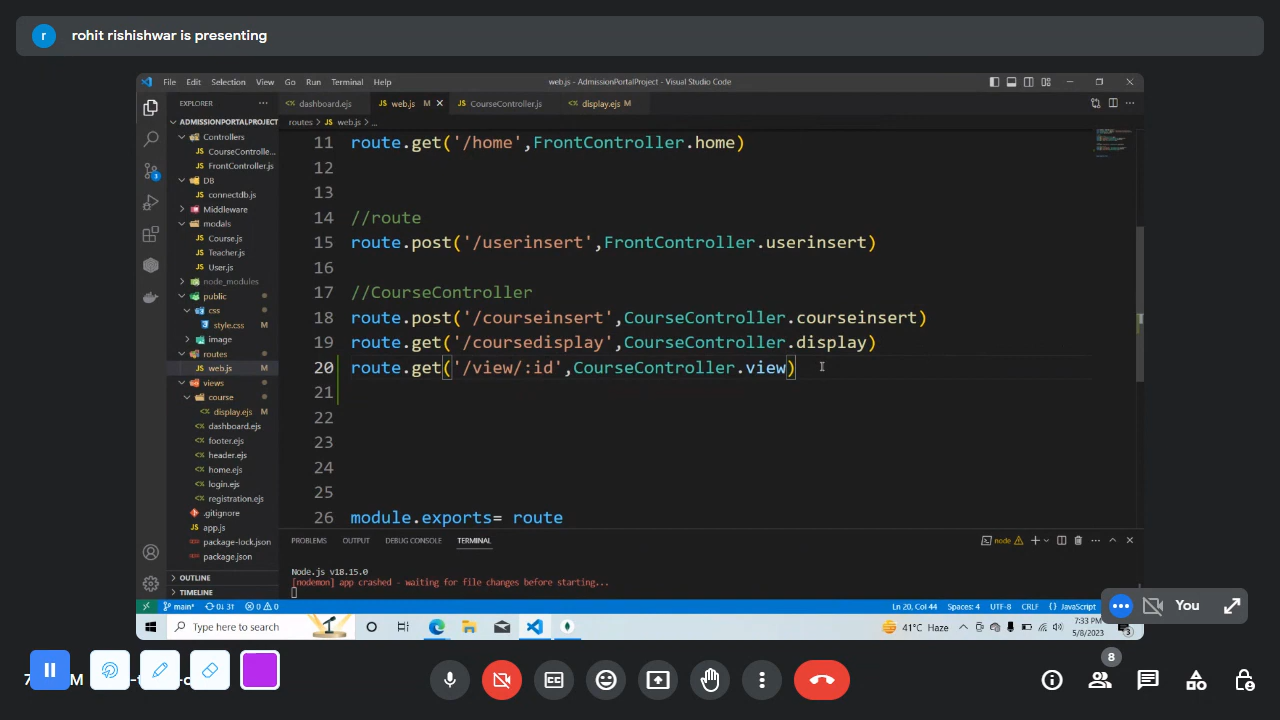 r rohit rishishwar is presenting
File Edit Selection View Go Run Terminal Help web.js - AdmissionPortalProject - Visual Studio Code
EXPLORER dashboard.ejs web.js M CourseController.js display.ejs M
ADMISSIONPORTALPROJECT routes > web.js > ...
Controllers
CourseControlle...
FrontController.js
DB
connectdb.js
Middleware
modals
Course.js
Teacher.js
User.js
node_modules
public
css
style.css M
image
routes
web.js M
views
course
display.ejs M
dashboard.ejs
footer.ejs
header.ejs
home.ejs
login.ejs
registration.ejs
.gitignore
app.js
package-lock.json
package.json
OUTLINE
TIMELINE
11 route.get('/home',FrontController.home)
12
13
14 //route
15 route.post('/userinsert',FrontController.userinsert)
16
17 //CourseController
18 route.post('/courseinsert',CourseController.courseinsert)
19 route.get('/coursedisplay',CourseController.display)
20 route.get('/view/:id',CourseController.view)
21
22
23
24
25
26 module.exports= route
PROBLEMS OUTPUT DEBUG CONSOLE TERMINAL node
Node.js v18.15.0
[nodemon] app crashed - waiting for file changes before starting...
main* 0↓ 3↑ 0 0 Ln 20, Col 44 Spaces: 4 UTF-8 CRLF {} JavaScript
You
Type here to search 41°C Haze 7:33 PM
5/8/2023
3
8